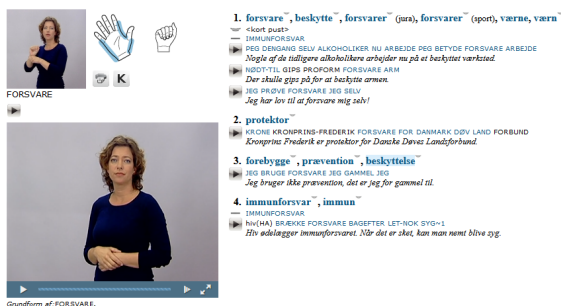 K
FORSVARE
Grundform af: FORSVARE.
1. forsvare, beskytte, forsvarer (jura), forsvarer (sport), værne, værn
<kort pust>
IMMUNFORSVAR
PEG DENGANG SELV ALKOHOLIKER NU ARBEJDE PEG BETYDE FORSVARE ARBEJDE
Nogle af de tidligere alkoholikere arbejder nu på et beskyttet værksted.
NØDT-TIL GIPS PROFORM FORSVARE ARM
Der skulle gips på for at beskytte armen.
JEG PRØVE FORSVARE JEG SELV
Jeg har lov til at forsvare mig selv!
2. protektor
KRONE KRONPRINS-FREDERIK FORSVARE FOR DANMARK DØV LAND FORBUND
Kronprins Frederik er protektor for Danske Døves Landsforbund.
3. forebygge, prævention, beskyttelse
JEG BRUGE FORSVARE JEG GAMMEL JEG
Jeg bruger ikke prævention, det er jeg for gammel til.
4. immunforsvar, immun
IMMUNFORSVAR
hiv(HA) BRÆKKE FORSVARE BAGEFTER LET-NOK SYG~1
Hiv ødelægger immunforsvaret. Når det er sket, kan man nemt blive syg.